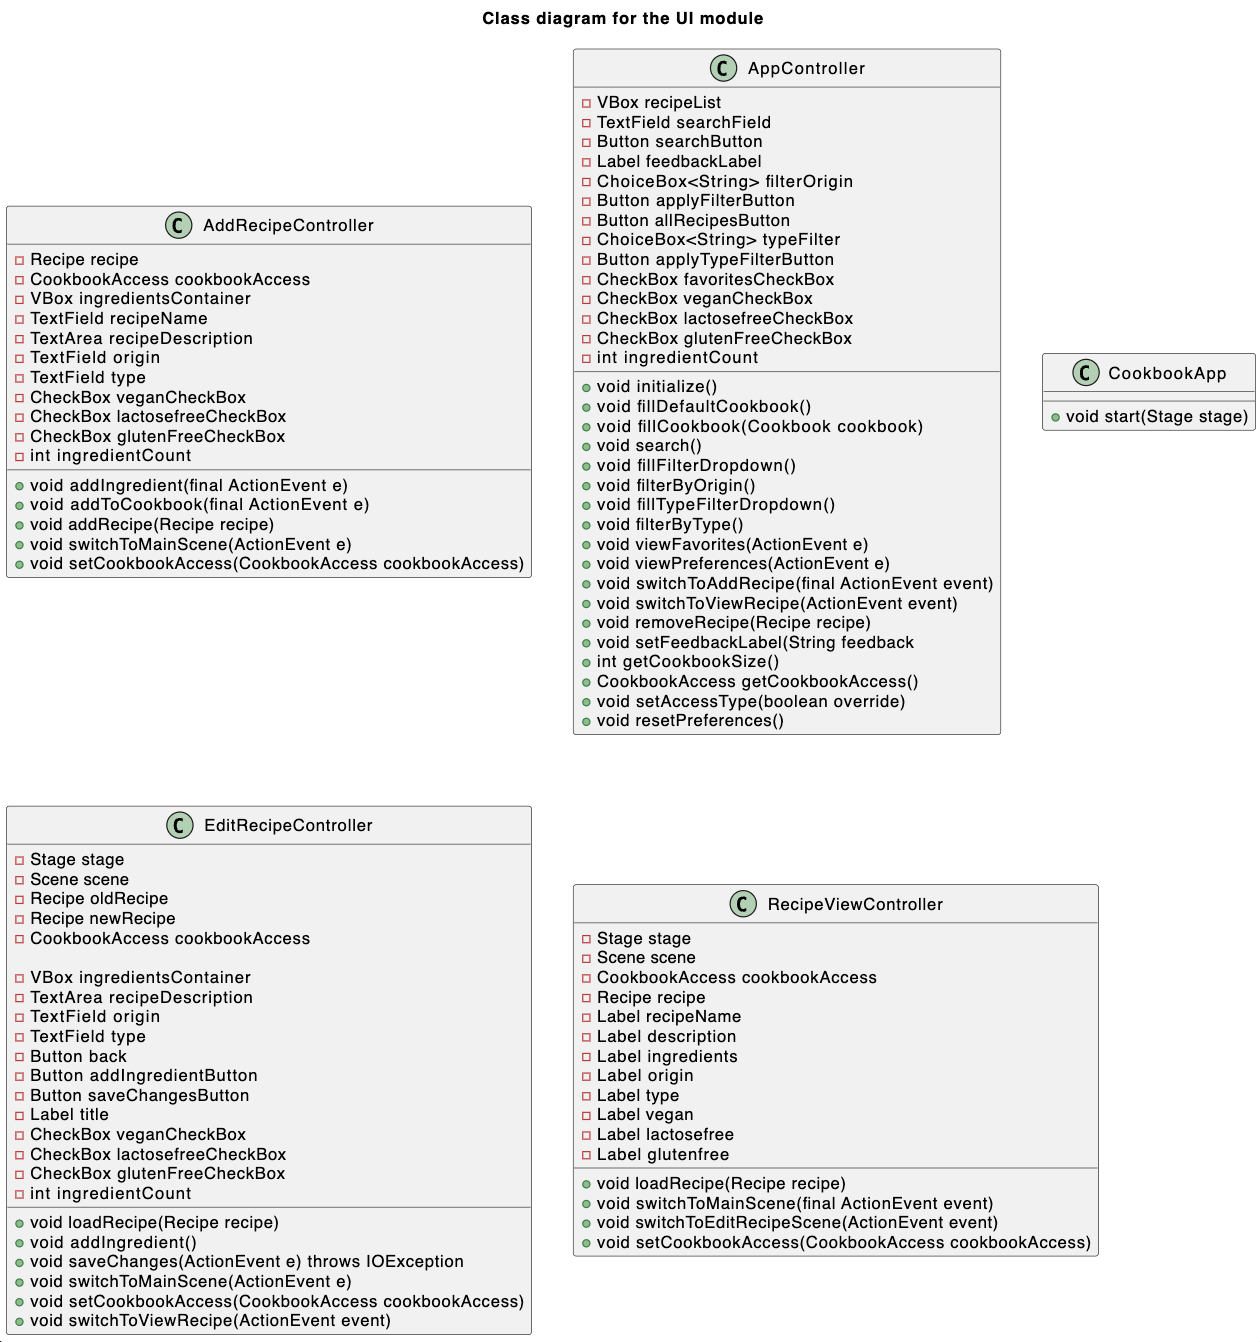 Class diagram for the UI module
C AppController
VBox recipeList
TextField searchField
Button searchButton
Label feedbackLabel
ChoiceBox<String> filterOrigin
Button applyFilterButton
Button allRecipesButton
ChoiceBox<String> typeFilter
Button applyTypeFilterButton
CheckBox favoritesCheckBox
CheckBox veganCheckBox
CheckBox lactosefreeCheckBox
CheckBox glutenFreeCheckBox
int ingredientCount
void initialize()
void fillDefaultCookbook()
void fillCookbook(Cookbook cookbook)
void search()
void fillFilterDropdown()
void filterByOrigin()
void fillTypeFilterDropdown()
void filterByType()
void viewFavorites(ActionEvent e)
void viewPreferences(ActionEvent e)
void switchToAddRecipe(final ActionEvent event)
void switchToViewRecipe(ActionEvent event)
void removeRecipe(Recipe recipe)
void setFeedbackLabel(String feedback
int getCookbookSize()
CookbookAccess getCookbookAccess()
void setAccessType(boolean override)
void resetPreferences()
C AddRecipeController
Recipe recipe
CookbookAccess cookbookAccess
VBox ingredientsContainer
TextField recipeName
TextArea recipeDescription
TextField origin
TextField type
CheckBox veganCheckBox
CheckBox lactosefreeCheckBox
CheckBox glutenFreeCheckBox
int ingredientCount
void addIngredient(final ActionEvent e)
void addToCookbook(final ActionEvent e)
void addRecipe(Recipe recipe)
void switchToMainScene(ActionEvent e)
void setCookbookAccess(CookbookAccess cookbookAccess)
C CookbookApp
void start(Stage stage)
C EditRecipeController
Stage stage
Scene scene
Recipe oldRecipe
Recipe newRecipe
CookbookAccess cookbookAccess
VBox ingredientsContainer
TextArea recipeDescription
TextField origin
TextField type
Button back
Button addIngredientButton
Button saveChangesButton
Label title
CheckBox veganCheckBox
CheckBox lactosefreeCheckBox
CheckBox glutenFreeCheckBox
int ingredientCount
void loadRecipe(Recipe recipe)
void addIngredient()
void saveChanges(ActionEvent e) throws IOException
void switchToMainScene(ActionEvent e)
void setCookbookAccess(CookbookAccess cookbookAccess)
void switchToViewRecipe(ActionEvent event)
C RecipeViewController
Stage stage
Scene scene
CookbookAccess cookbookAccess
Recipe recipe
Label recipeName
Label description
Label ingredients
Label origin
Label type
Label vegan
Label lactosefree
Label glutenfree
void loadRecipe(Recipe recipe)
void switchToMainScene(final ActionEvent event)
void switchToEditRecipeScene(ActionEvent event)
void setCookbookAccess(CookbookAccess cookbookAccess)